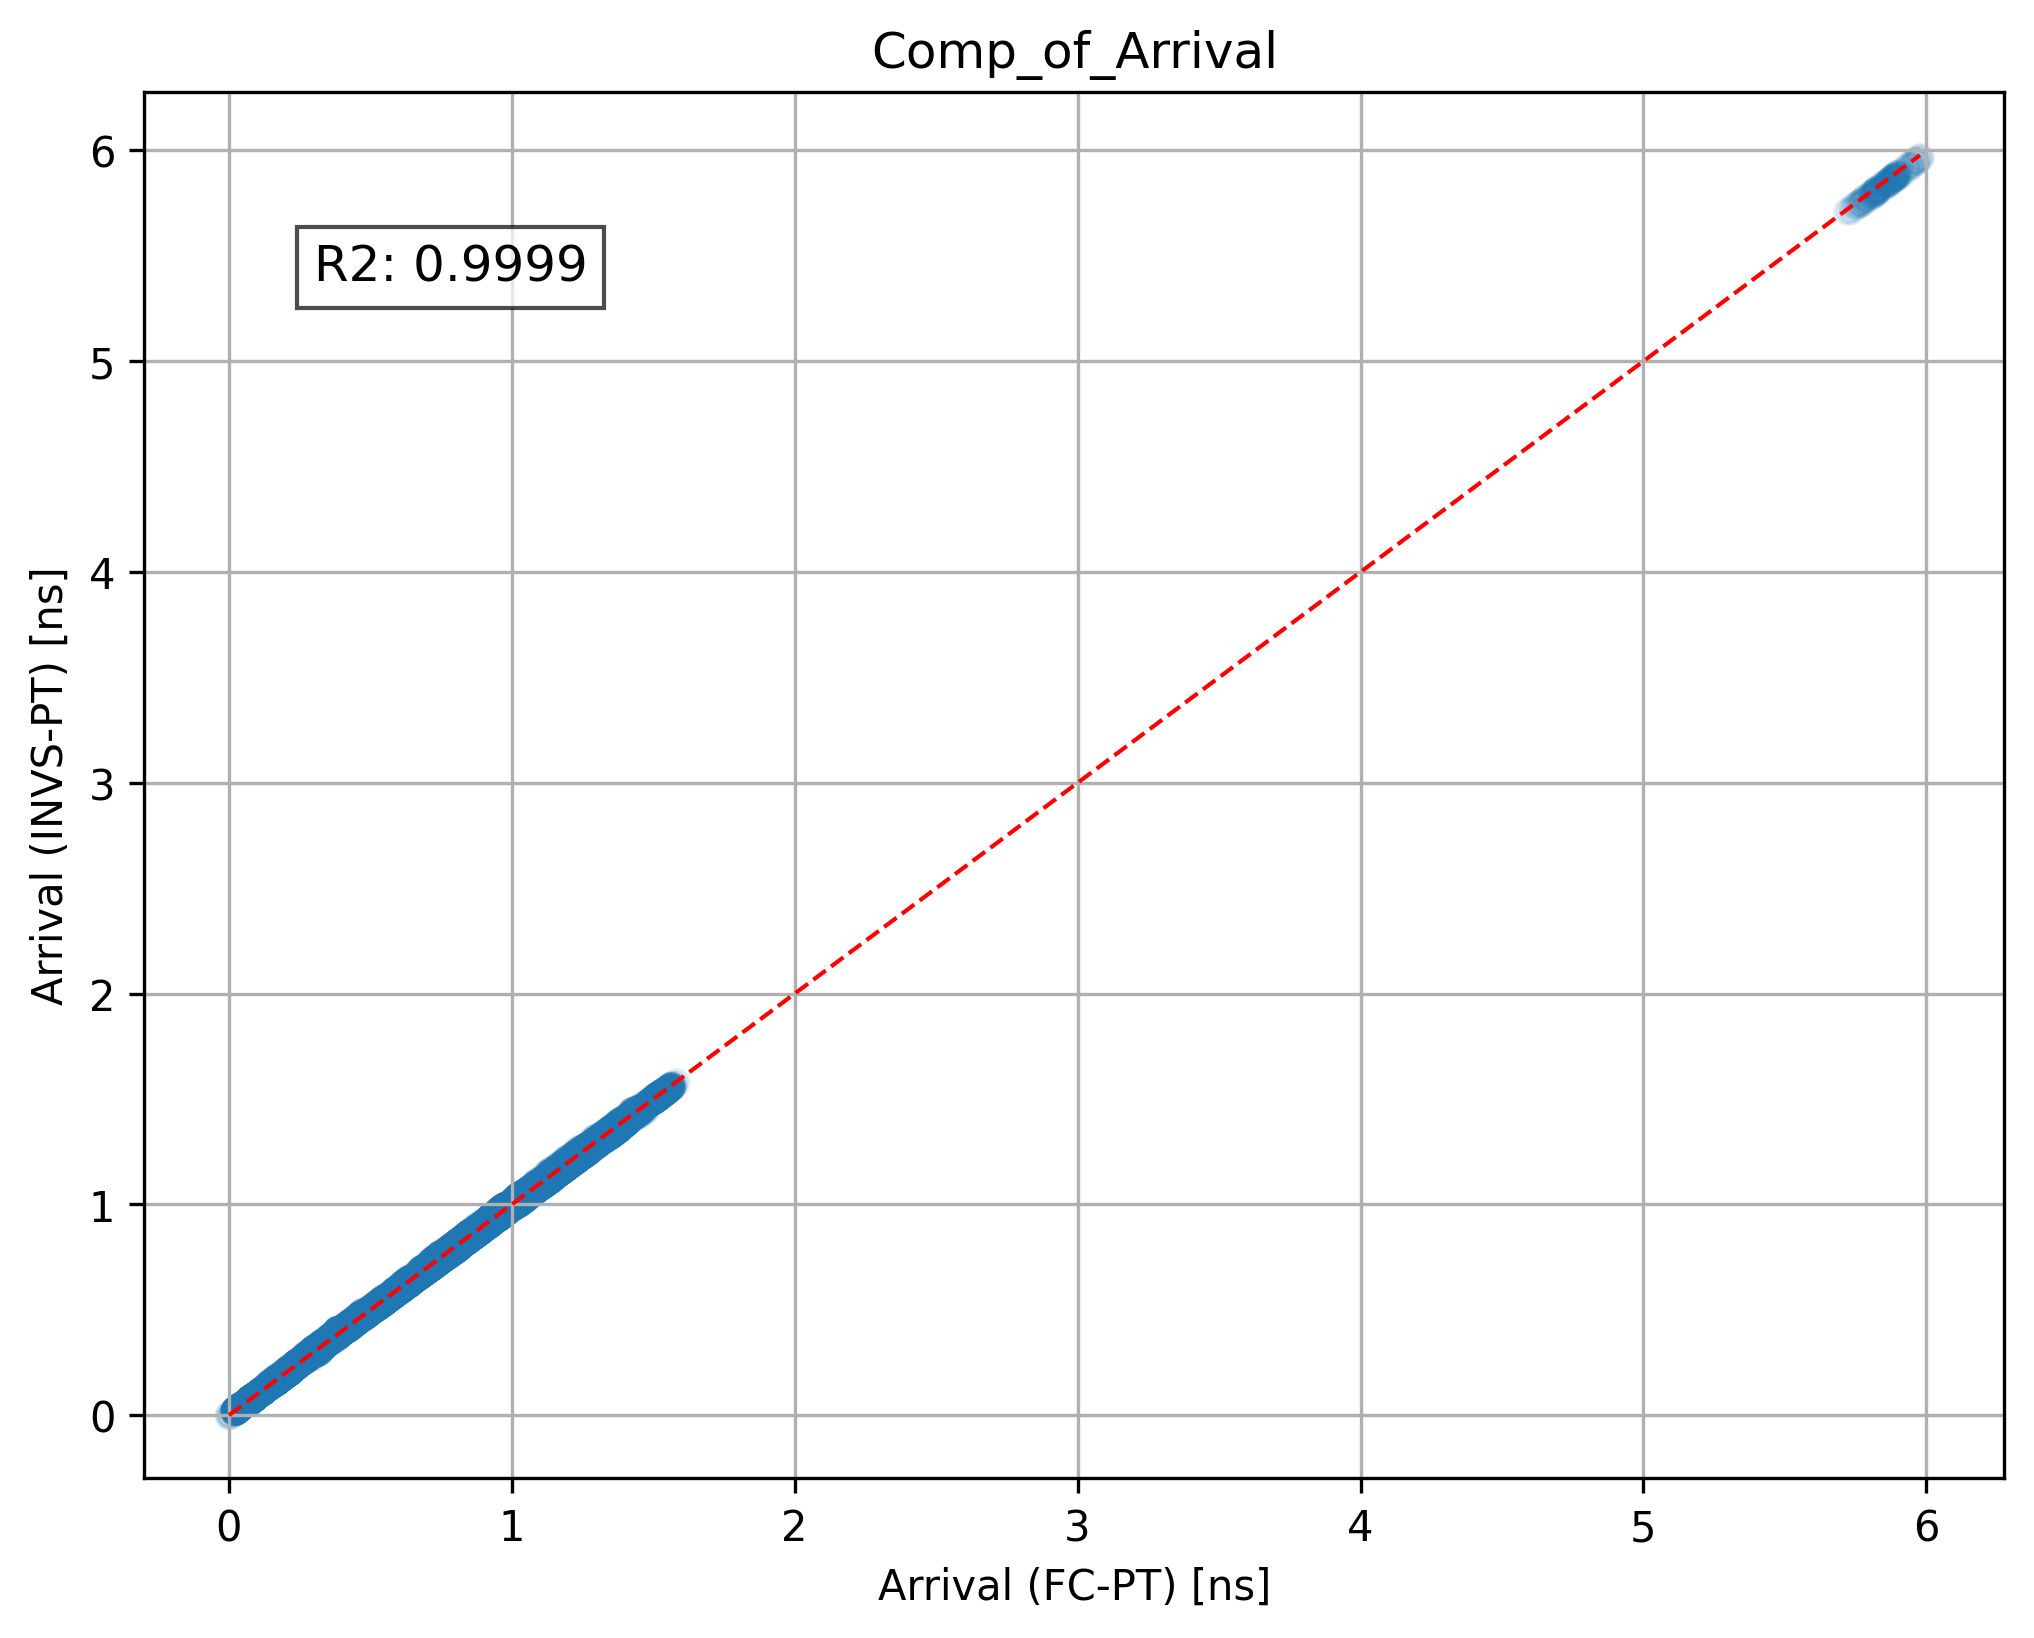 Comp_of_Arrival
R2: 0.9999
Arrival (INVS-PT) [ns]
6
5
4
3
2
1
0
0 1 2 3 4 5 6
Arrival (FC-PT) [ns]